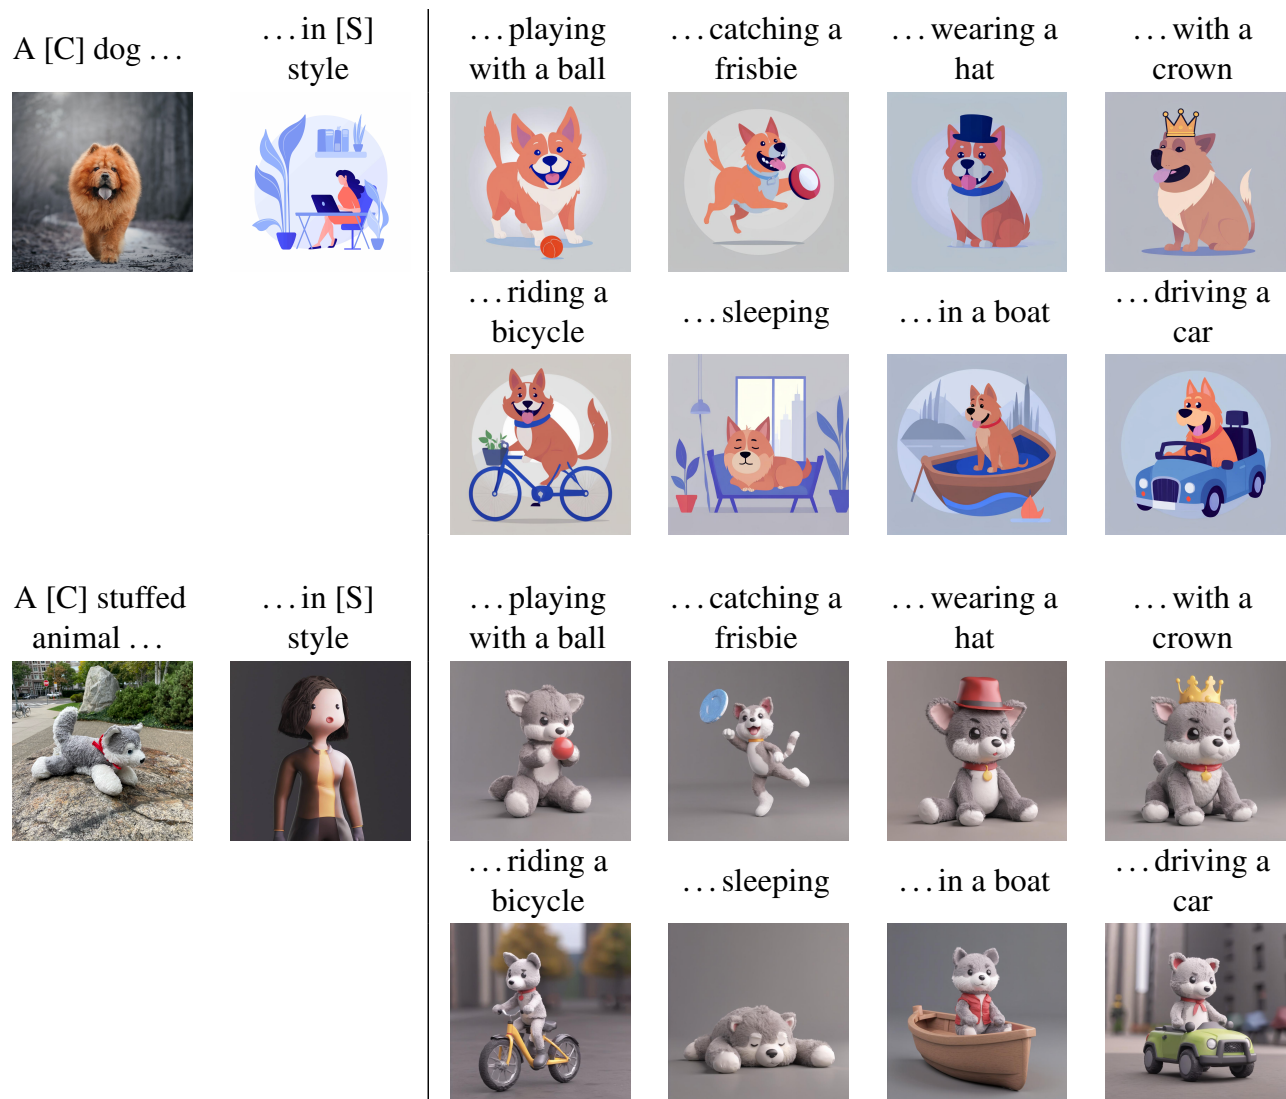 A [C] dog ...
... in [S]
style
... playing
with a ball
... catching a
frisbie
... wearing a
hat
... with a
crown
... riding a
bicycle
... sleeping
... in a boat
... driving a
car
A [C] stuffed
animal ...
... in [S]
style
... playing
with a ball
... catching a
frisbie
... wearing a
hat
... with a
crown
... riding a
bicycle
... sleeping
... in a boat
... driving a
car